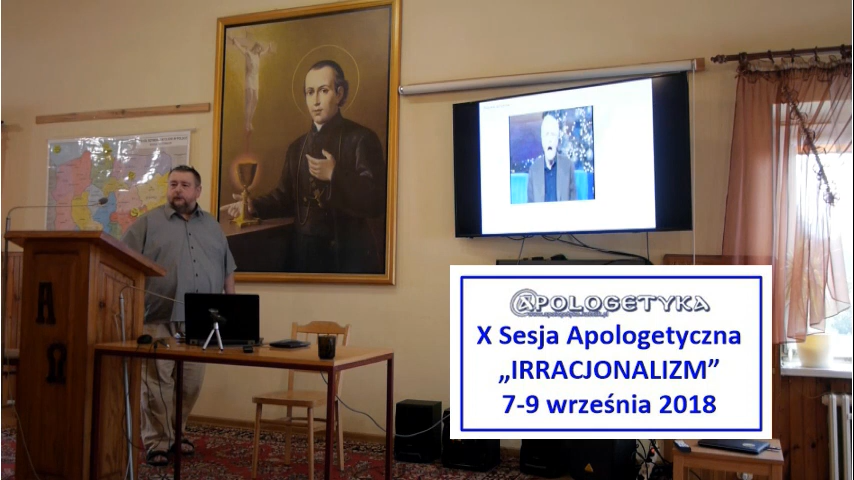 A
Ω
APOLOGETYKA
X Sesja Apologetyczna
„IRRACJONALIZM”
7-9 września 2018